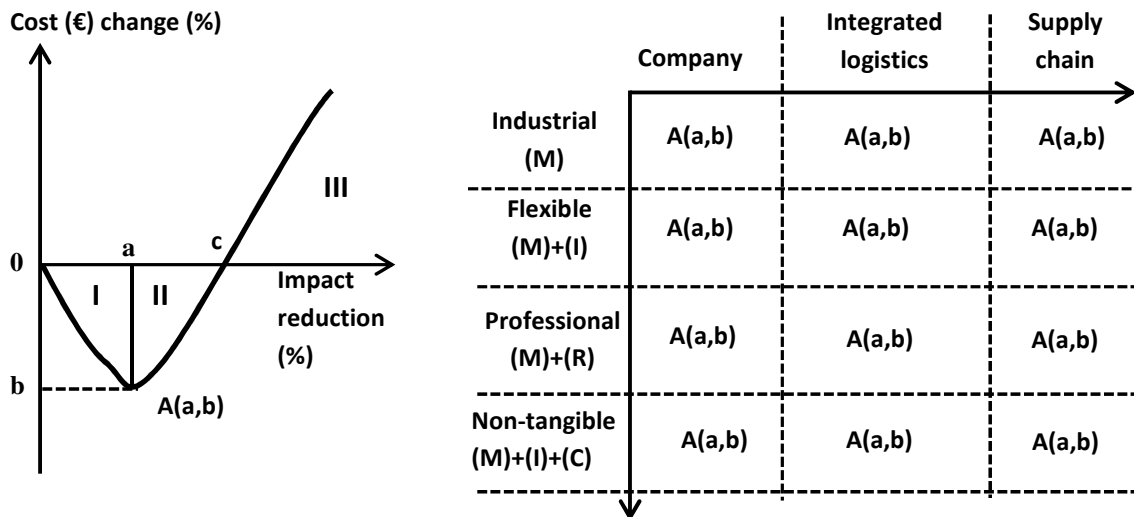 Cost (€) change (%)
0
a
c
I
II
III
Impact
reduction
(%)
b
A(a,b)
Company
Integrated
logistics
Supply
chain
Industrial
(M)
A(a,b)
A(a,b)
A(a,b)
Flexible
(M)+(I)
A(a,b)
A(a,b)
A(a,b)
Professional
(M)+(R)
A(a,b)
A(a,b)
A(a,b)
Non-tangible
(M)+(I)+(C)
A(a,b)
A(a,b)
A(a,b)